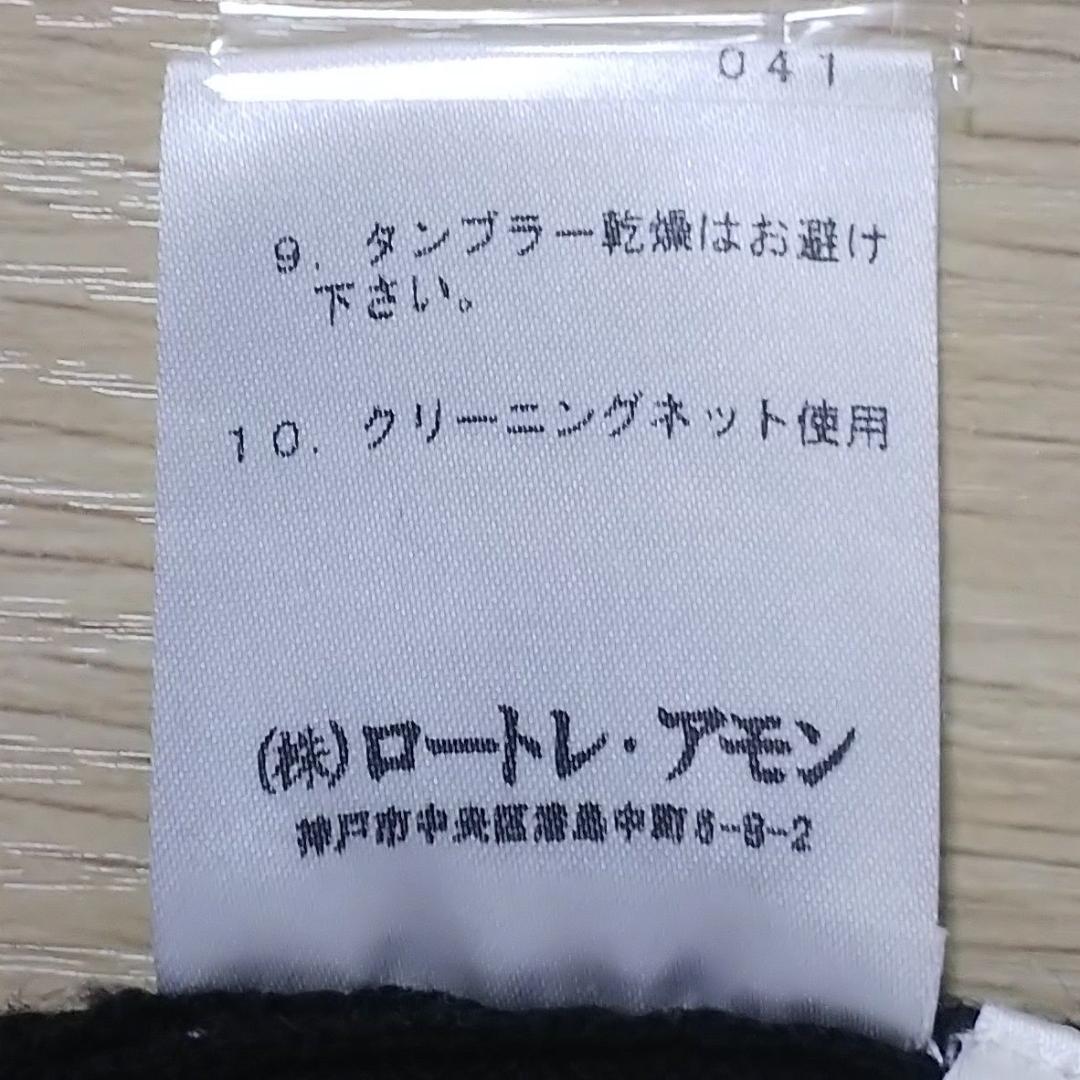 041
9. タンブラー乾燥はお避け
下さい。
10. クリーニングネット使用
(株)ロートレ・アモン
神戸市中央区港島中町6-8-2